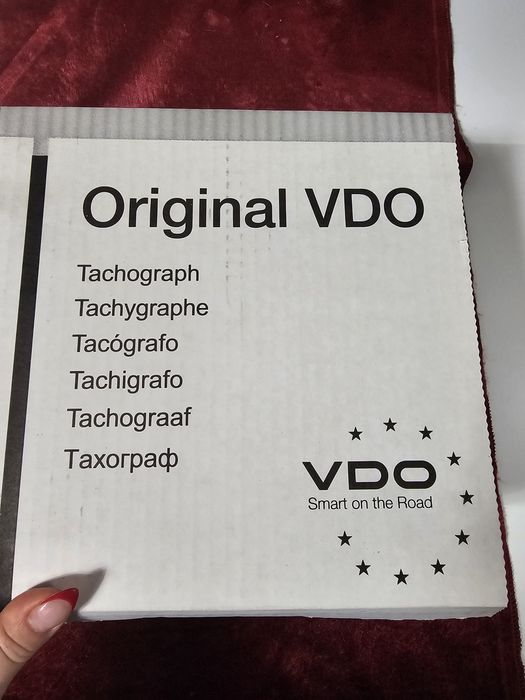 Original VDO
Tachograph
Tachygraphe
Tacógrafo
Tachigrafo
Tachograaf
Тахограф
VDO
Smart on the Road